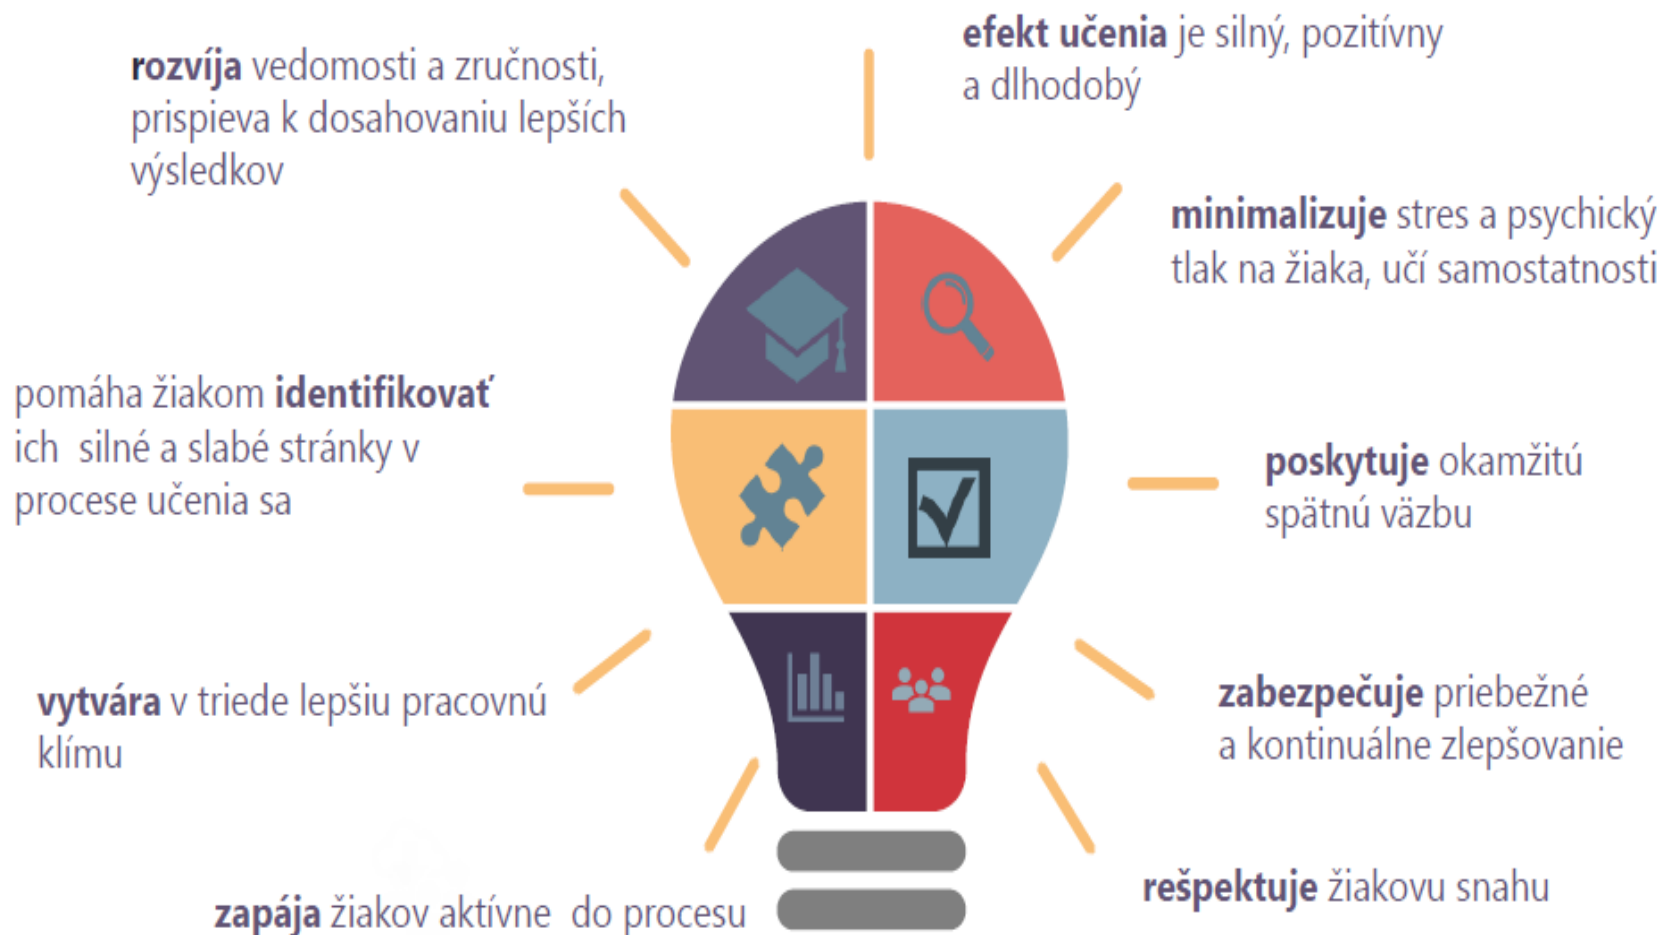 rozvíja vedomosti a zručnosti,
prispieva k dosahovaniu lepších
výsledkov
efekt učenia je silný, pozitívny
a dlhodobý
minimalizuje stres a psychický
tlak na žiaka, učí samostatnosti
pomáha žiakom identifikovať
ich silné a slabé stránky v
procese učenia sa
poskytuje okamžitú
spätnú väzbu
vytvára v triede lepšiu pracovnú
klímu
zabezpečuje priebežné
a kontinuálne zlepšovanie
zapája žiakov aktívne do procesu
rešpektuje žiakovu snahu